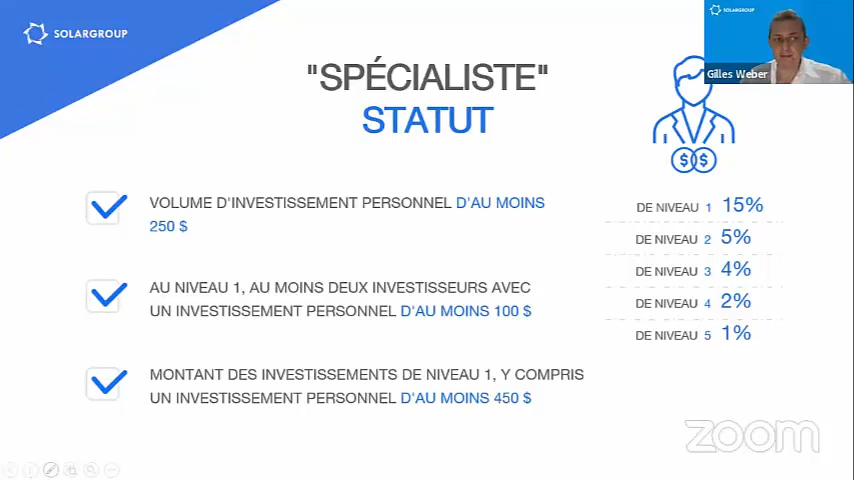 SOLARGROUP
SOLARGROUP
Gilles Weber
"SPÉCIALISTE"
STATUT
VOLUME D'INVESTISSEMENT PERSONNEL D'AU MOINS
250 $
AU NIVEAU 1, AU MOINS DEUX INVESTISSEURS AVEC
UN INVESTISSEMENT PERSONNEL D'AU MOINS 100 $
MONTANT DES INVESTISSEMENTS DE NIVEAU 1, Y COMPRIS
UN INVESTISSEMENT PERSONNEL D'AU MOINS 450 $
$ $
DE NIVEAU 1 15%
DE NIVEAU 2 5%
DE NIVEAU 3 4%
DE NIVEAU 4 2%
DE NIVEAU 5 1%
zoom